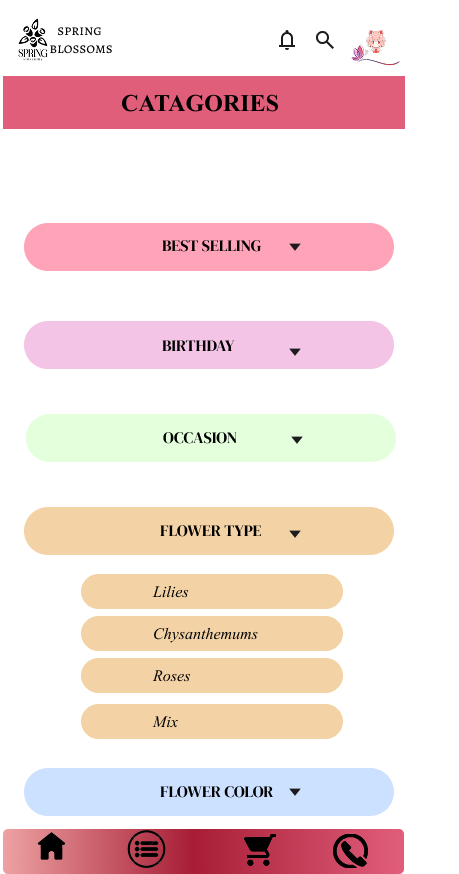 SPRING
BLOSSOMS
SPRING
CATAGORIES
BEST SELLING
BIRTHDAY
OCCASION
FLOWER TYPE
Lilies
Chysanthemums
Roses
Mix
FLOWER COLOR